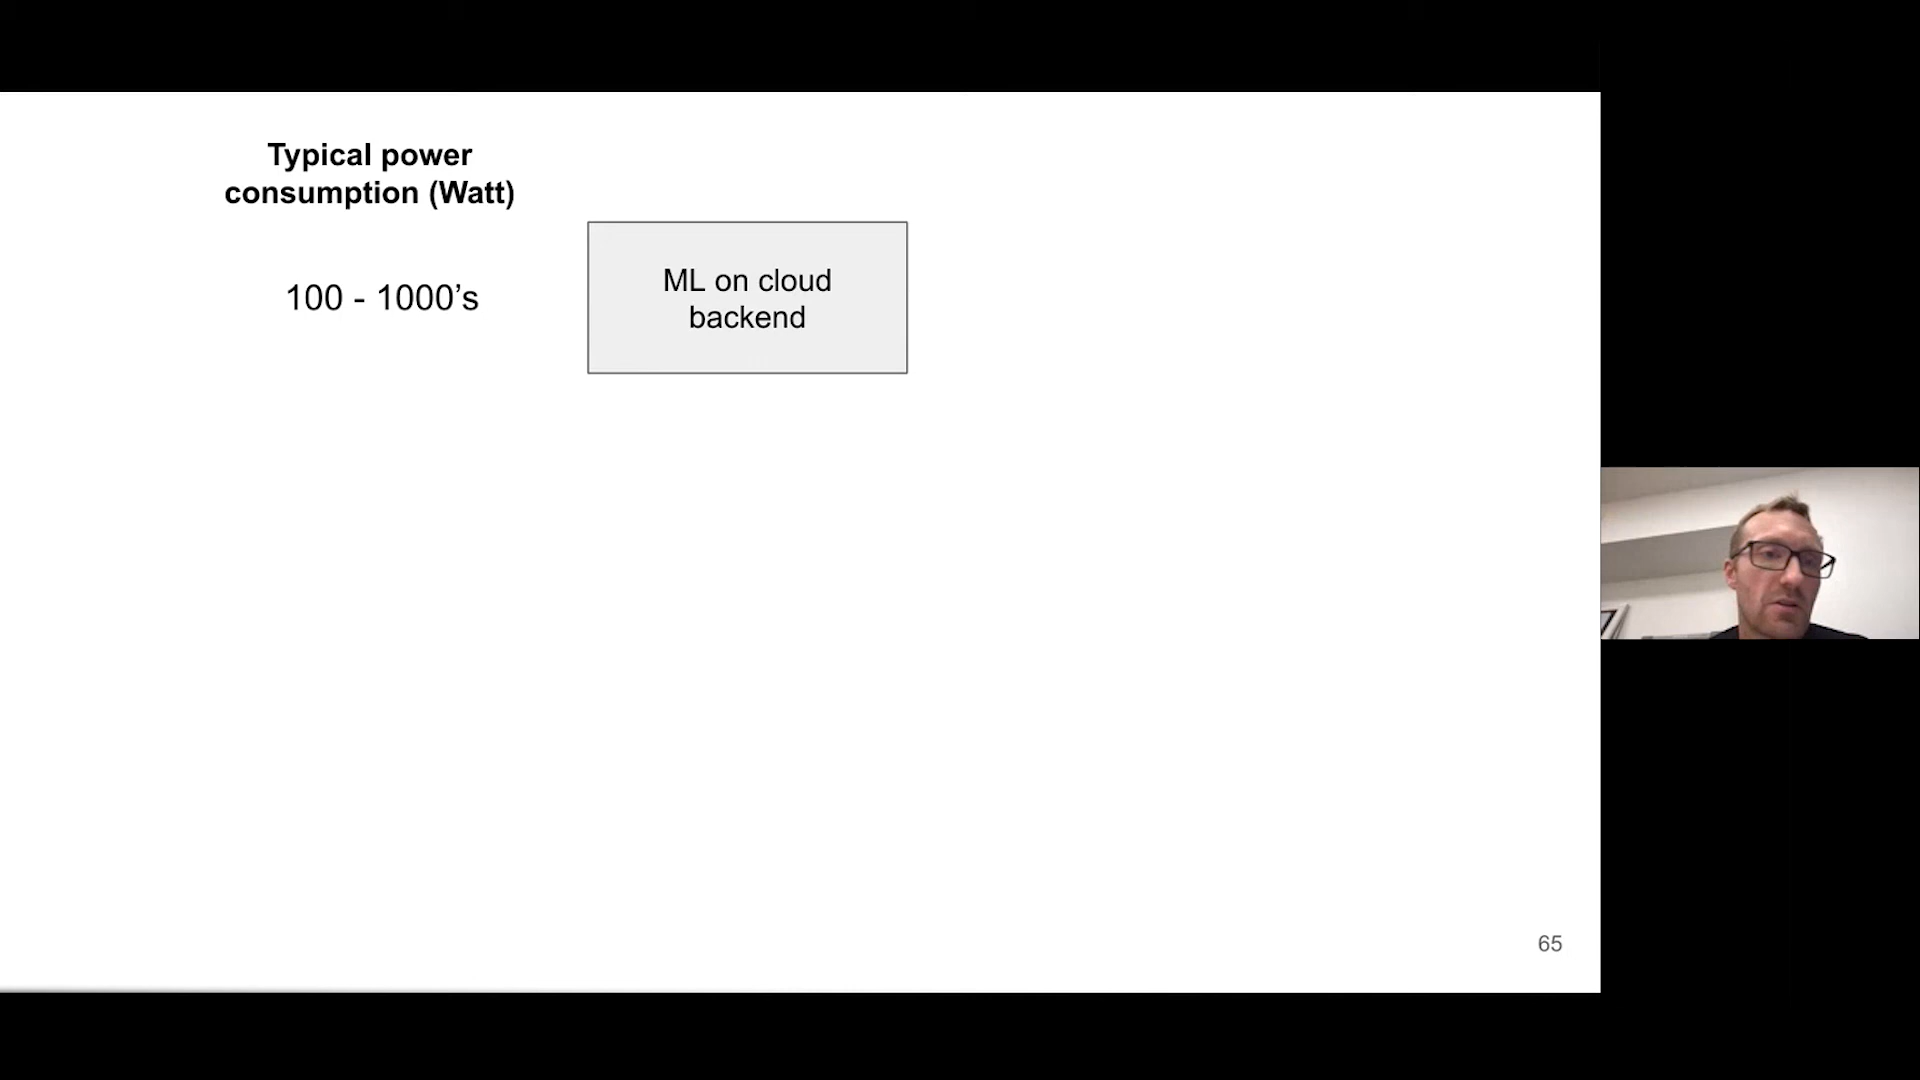 Typical power
consumption (Watt)
100 - 1000’s
ML on cloud
backend
65